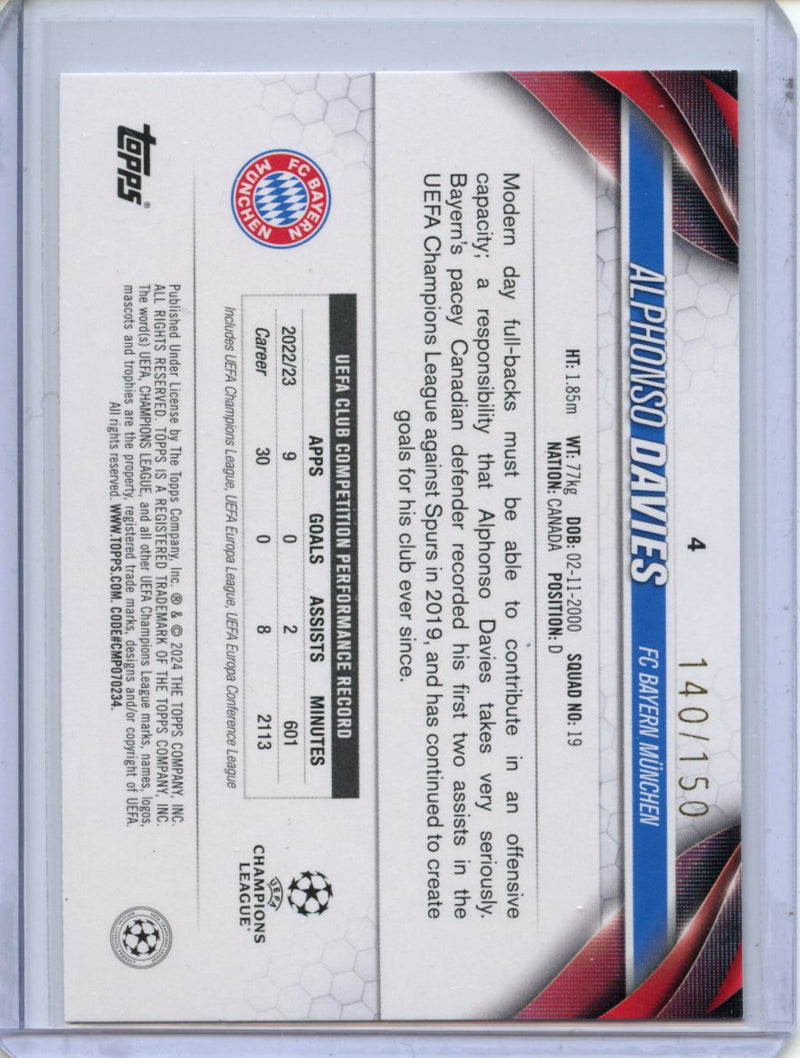 4
140/150
ALPHONSO DAVIES
FC BAYERN MÜNCHEN
HT: 1.85m WT: 77kg DOB: 02-11-2000 SQUAD NO: 19
NATION: CANADA POSITION: D
Modern day full-backs must be able to contribute in an offensive
capacity; a responsibility that Alphonso Davies takes very seriously.
Bayern's pacey Canadian defender recorded his first two assists in the
UEFA Champions League against Spurs in 2019, and has continued to create
goals for his club ever since.
UEFA CLUB COMPETITION PERFORMANCE RECORD
APPS GOALS ASSISTS MINUTES
2022/23 9 0 2 601
Career 30 0 8 2113
Includes UEFA Champions League, UEFA Europa League, UEFA Europa Conference League
FC BAYERN
MÜNCHEN
UEFA
CHAMPIONS
LEAGUE®
topps®
Published Under License by The Topps Company, Inc. ® & © 2024 THE TOPPS COMPANY, INC.
ALL RIGHTS RESERVED. TOPPS IS A REGISTERED TRADEMARK OF THE TOPPS COMPANY, INC.
The word(s) UEFA, CHAMPIONS LEAGUE, and all other UEFA Champions League marks, names, logos,
mascots and trophies are the property, registered trade marks, designs and/or copyright of UEFA.
All rights reserved. WWW.TOPPS.COM. CODE#CMP070234.